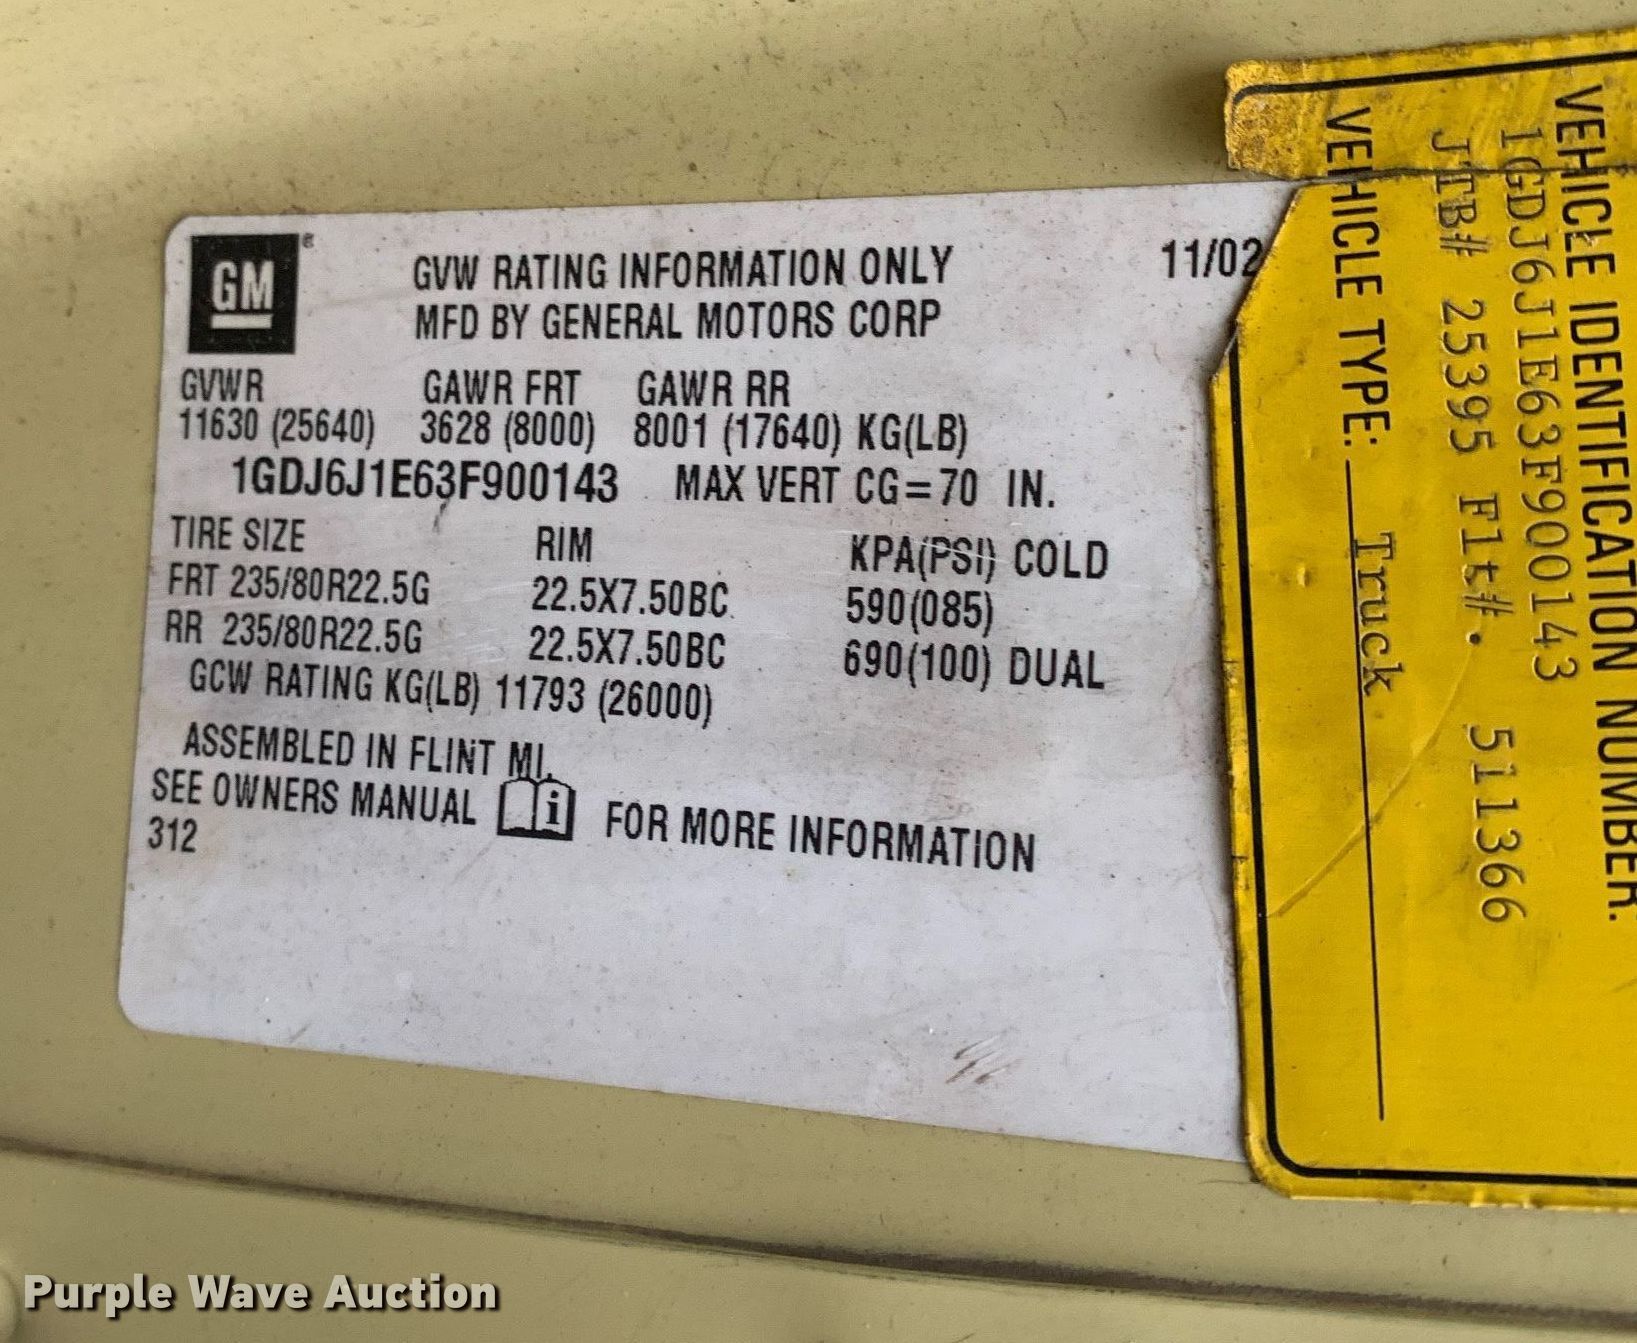 GM
®
GVW RATING INFORMATION ONLY
11/02
MFD BY GENERAL MOTORS CORP
GVWR GAWR FRT GAWR RR
11630 (25640) 3628 (8000) 8001 (17640) KG(LB)
1GDJ6J1E63F900143 MAX VERT CG=70 IN.
TIRE SIZE RIM KPA(PSI) COLD
FRT 235/80R22.5G 22.5X7.50BC 590(085)
RR 235/80R22.5G 22.5X7.50BC 690(100) DUAL
GCW RATING KG(LB) 11793 (26000)
ASSEMBLED IN FLINT MI.
SEE OWNERS MANUAL i FOR MORE INFORMATION
312
VEHICLE IDENTIFICATION NUMBER:
1GDJ6J1E63F900143
JTB# 25395 Flt#. 511366
VEHICLE TYPE: Truck
Purple Wave Auction